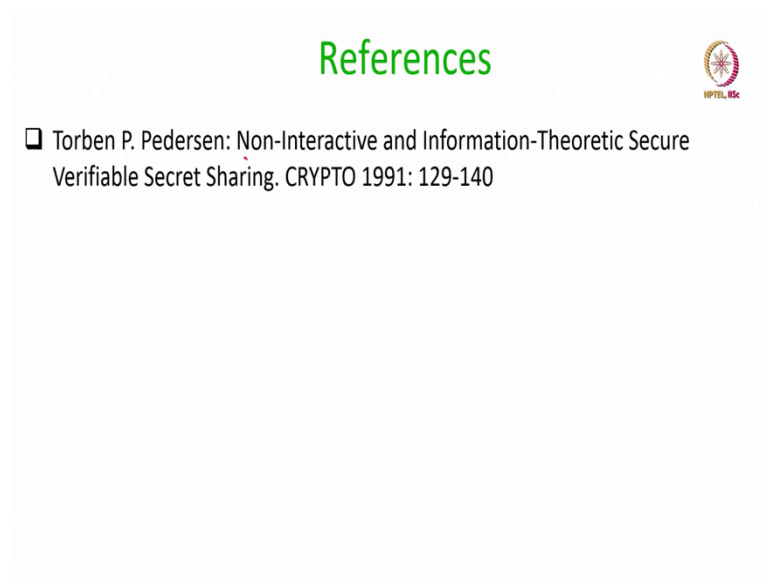 References
NPTEL, IISc
Torben P. Pedersen: Non-Interactive and Information-Theoretic Secure
Verifiable Secret Sharing. CRYPTO 1991: 129-140